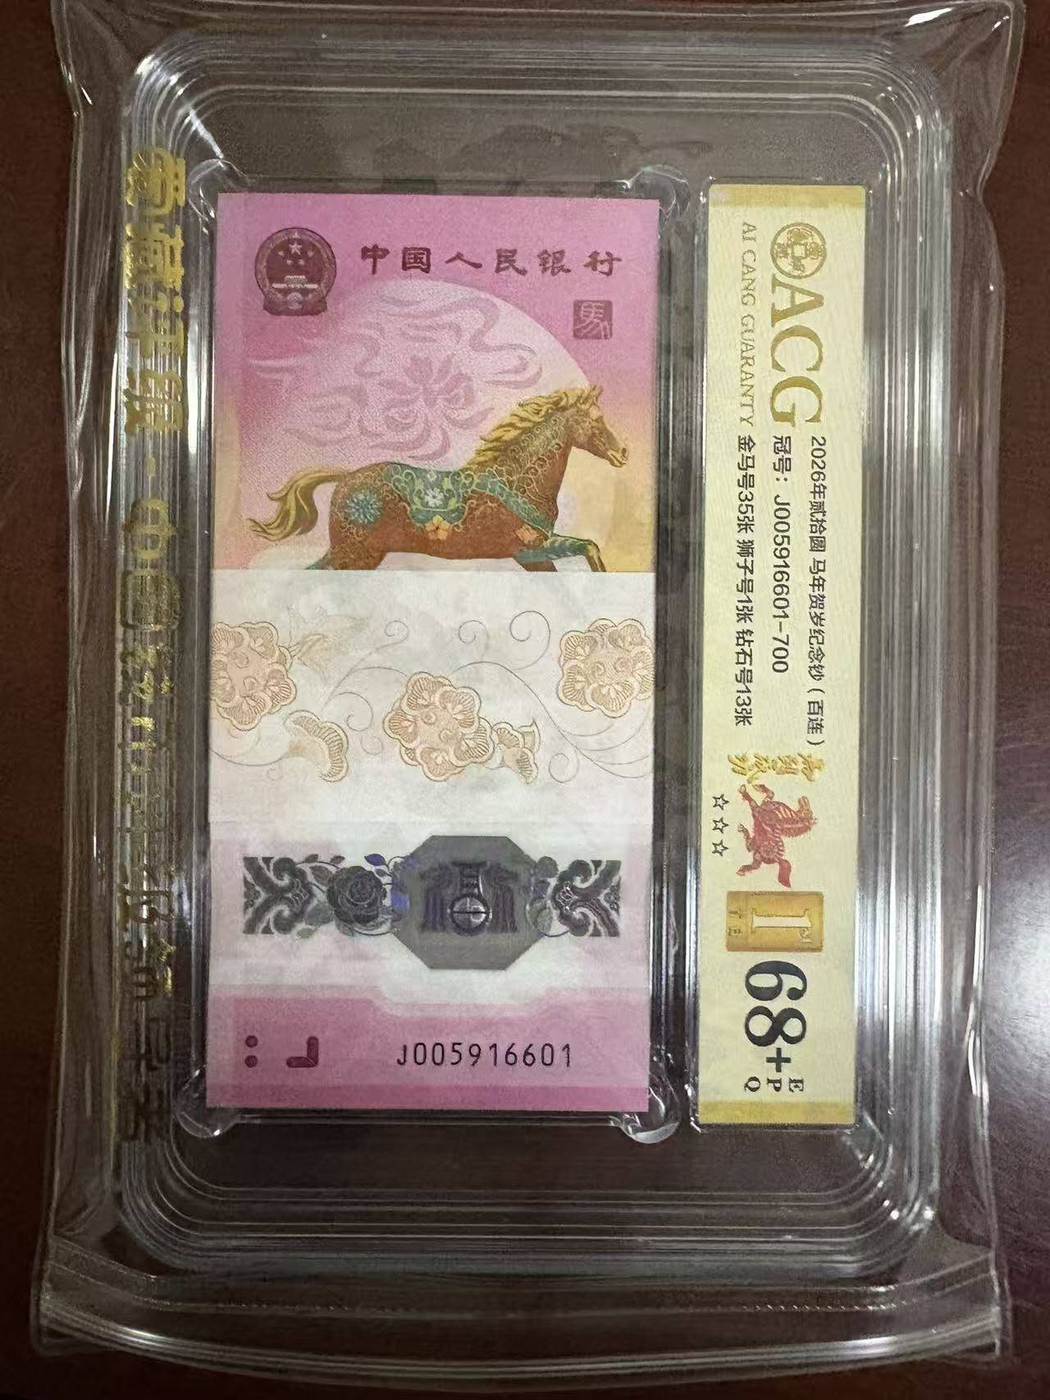 中国人民银行
馬
J005916601
ACG
AI CANG GUARANTY
2026年贰拾圆 马年贺岁纪念钞（百连）
冠号：J005916601-700
金马号35张 狮子号1张 钻石号13张
☆☆☆
1st
68+
E
P
Q